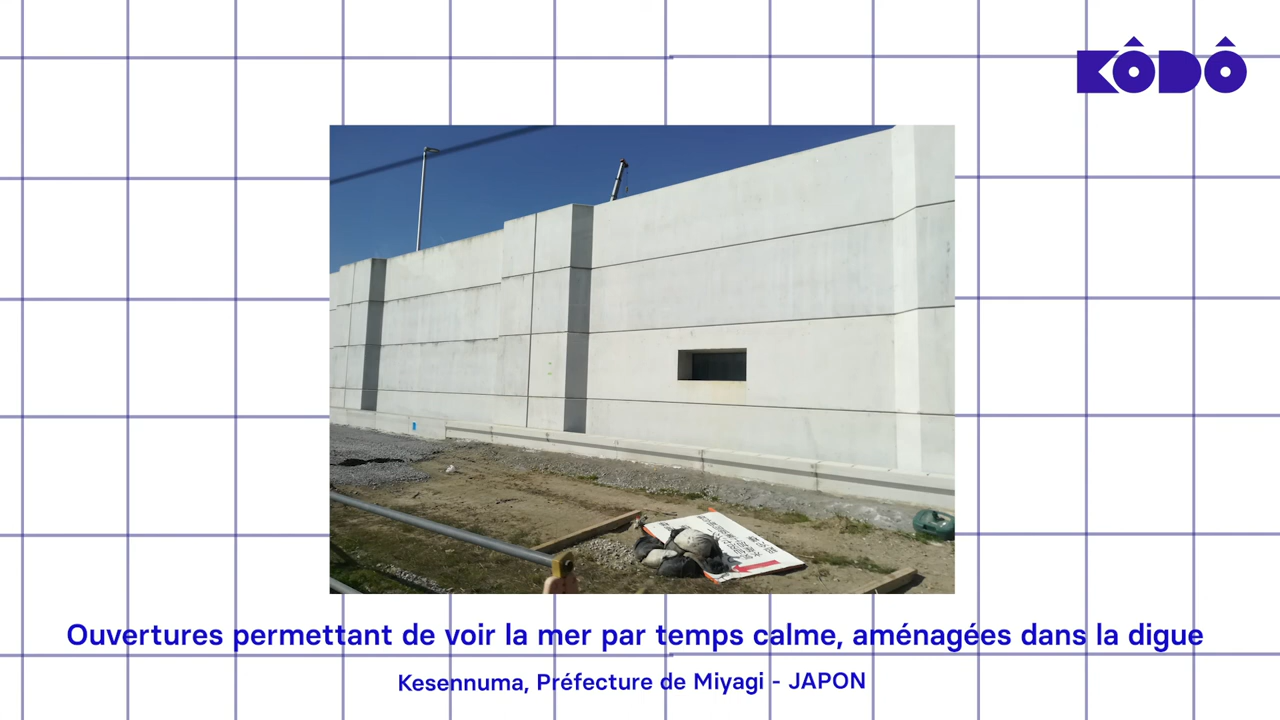 KÔDÔ
Ouvertures permettant de voir la mer par temps calme, aménagées dans la digue
Kesennuma, Préfecture de Miyagi - JAPON